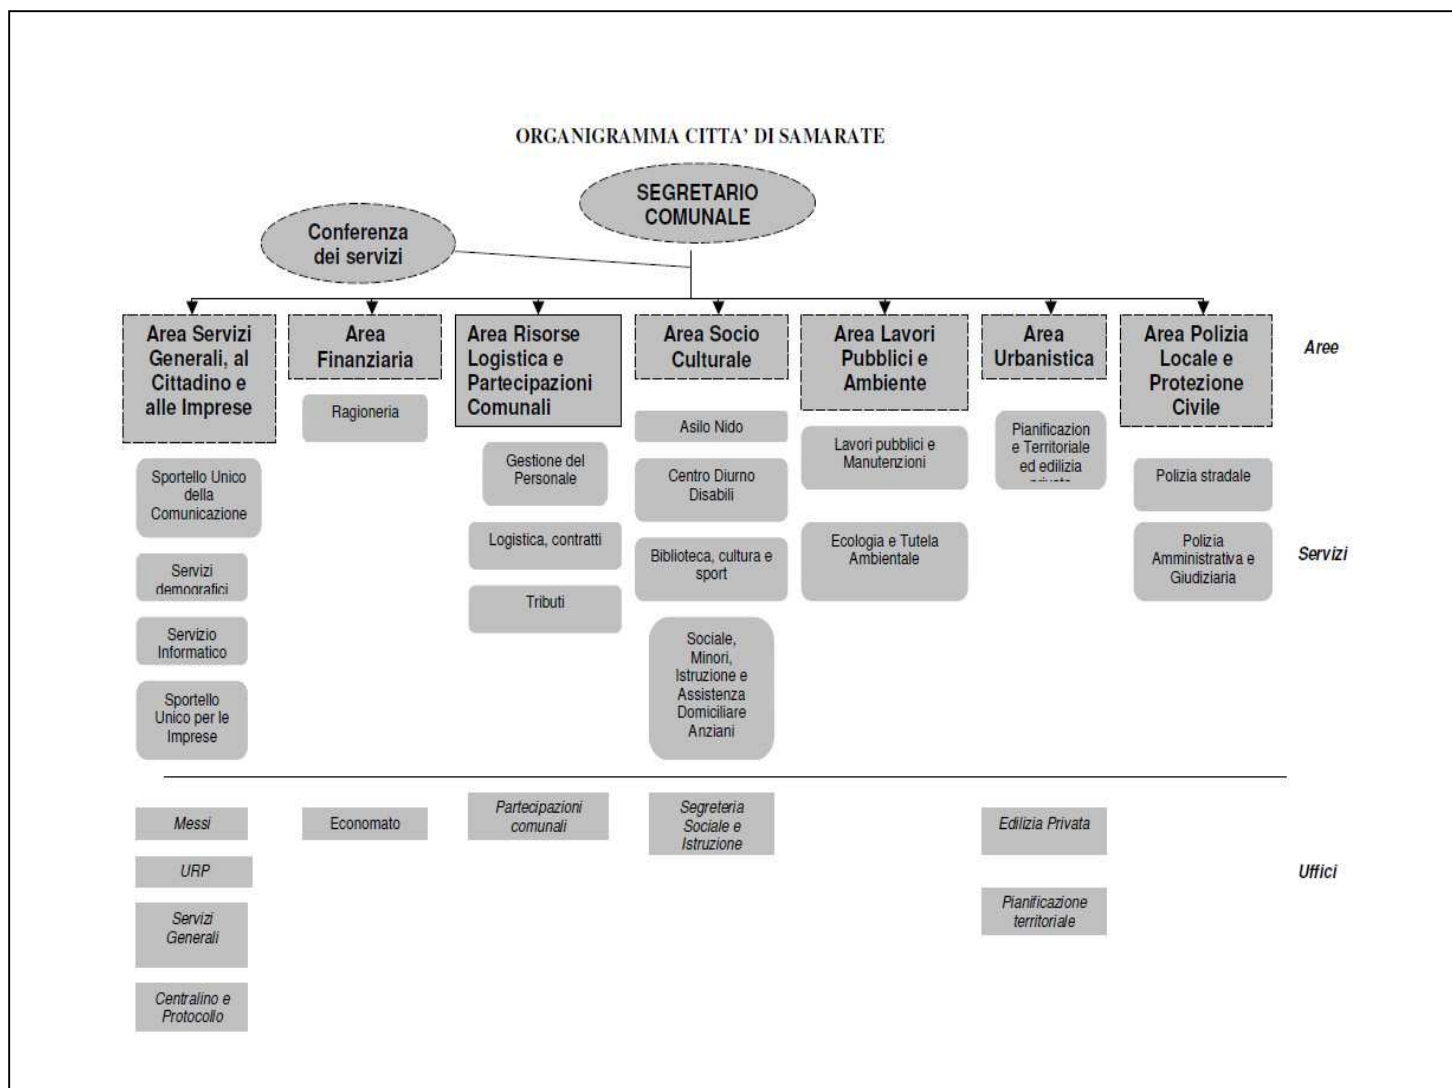 ORGANIGRAMMA CITTA' DI SAMARATE
SEGRETARIO
COMUNALE
Conferenza
dei servizi
Area Servizi
Generali, al
Cittadino e
alle Imprese
Area
Finanziaria
Area Risorse
Logistica e
Partecipazioni
Comunali
Area Socio
Culturale
Area Lavori
Pubblici e
Ambiente
Area
Urbanistica
Area Polizia
Locale e
Protezione
Civile
Aree
Sportello Unico
della
Comunicazione
Servizi
demografici
Servizio
Informatico
Sportello
Unico per le
Imprese
Ragioneria
Gestione del
Personale
Logistica, contratti
Tributi
Asilo Nido
Centro Diurno
Disabili
Biblioteca, cultura e
sport
Sociale,
Minori,
Istruzione e
Assistenza
Domiciliare
Anziani
Lavori pubblici e
Manutenzioni
Ecologia e Tutela
Ambientale
Pianificazion
e Territoriale
ed edilizia
privata
Polizia stradale
Polizia
Amministrativa e
Giudiziaria
Servizi
Messi
URP
Servizi
Generali
Centralino e
Protocollo
Economato
Partecipazioni
comunali
Segreteria
Sociale e
Istruzione
Edilizia Privata
Pianificazione
territoriale
Uffici